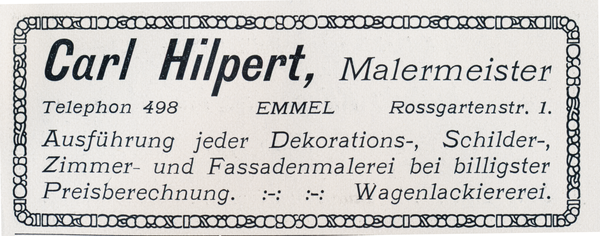 Carl Hilpert, Malermeister
Telephon 498 EMMEL Rossgartenstr. 1.
Ausführung jeder Dekorations-, Schilder-,
Zimmer- und Fassadenmalerei bei billigster
Preisberechnung. :-: :-: Wagenlackiererei.